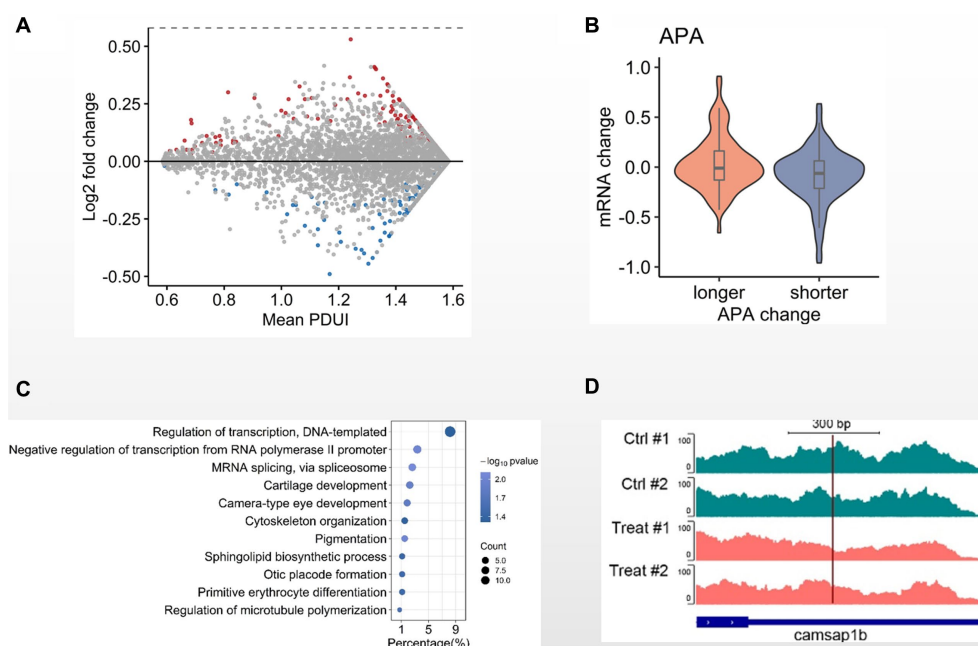 A
Log2 fold change
0.50
0.25
0.00
-0.25
-0.50
0.6 0.8 1.0 1.2 1.4 1.6
Mean PDUI
B
APA
mRNA change
1.0
0.5
0.0
-0.5
-1.0
longer shorter
APA change
C
Regulation of transcription, DNA-templated
Negative regulation of transcription from RNA polymerase II promoter
MRNA splicing, via spliceosome
Cartilage development
Camera-type eye development
Cytoskeleton organization
Pigmentation
Sphingolipid biosynthetic process
Otic placode formation
Primitive erythrocyte differentiation
Regulation of microtubule polymerization
1 5 9
Percentage(%)
−log10 pvalue
2.0
1.7
1.4
Count
5.0
7.5
10.0
D
300 bp
Ctrl #1
100
0
Ctrl #2
100
0
Treat #1
100
0
Treat #2
100
0
camsap1b